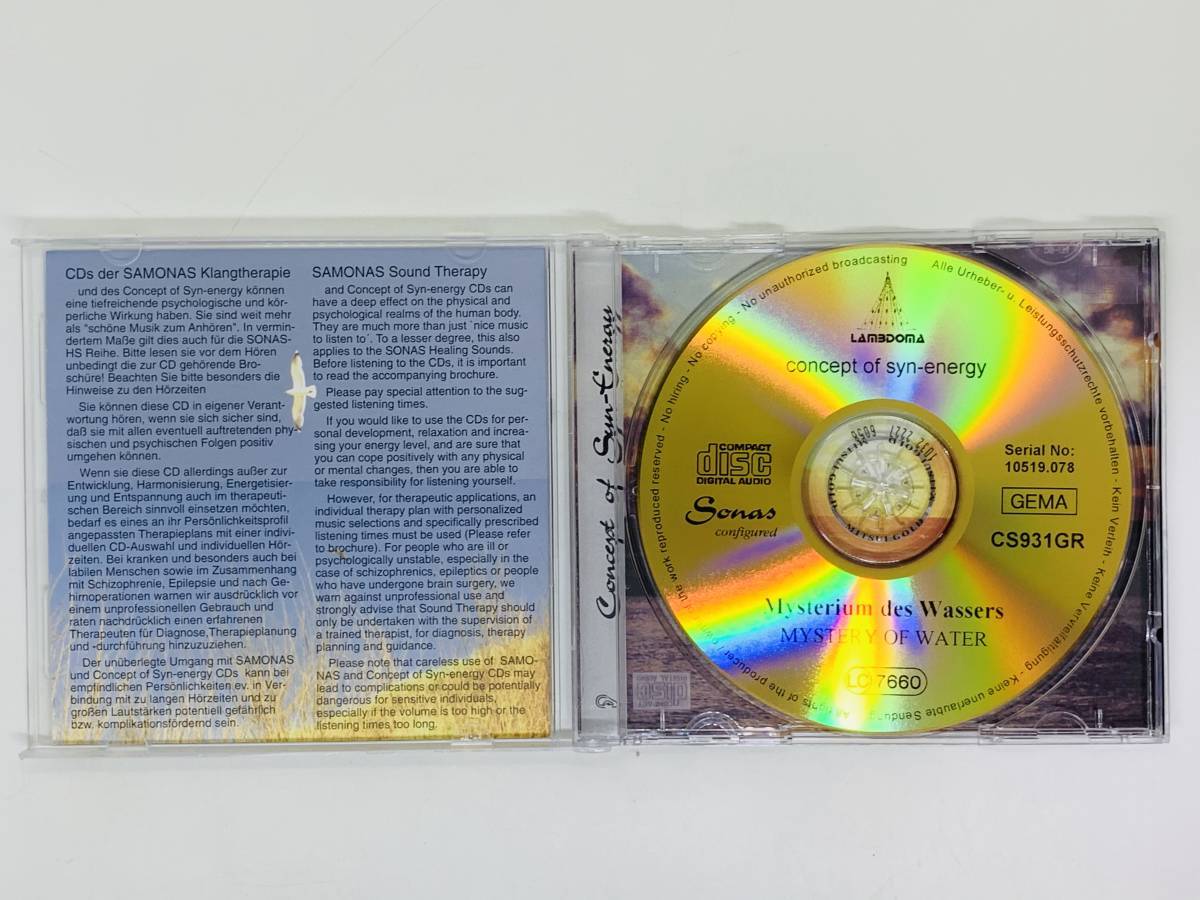 CDs der SAMONAS Klangtherapie
und des Concept of Syn-energy können
eine tiefreichende psychologische und kör-
perliche Wirkung haben. Sie sind weit mehr
als "schöne Musik zum Anhören". In vermin-
dertem Maße gilt dies auch für die SONAS-
HS Reihe. Bitte lesen sie vor dem Hören
unbedingt die zur CD gehörende Bro-
schüre! Beachten Sie bitte besonders die
Hinweise zu den Hörzeiten
Sie können diese CD in eigener Verant-
wortung hören, wenn sie sich sicher sind,
daß sie mit allen eventuell auftretenden phy-
sischen und psychischen Folgen positiv
umgehen können.
Wenn sie diese CD allerdings außer zur
Entwicklung, Harmonisierung, Energetisier-
ung und Entspannung auch im therapeuti-
schen Bereich sinnvoll einsetzen möchten,
bedarf es eines an ihr Persönlichkeitsprofil
angepassten Therapieplans mit einer indivi-
duellen CD-Auswahl und individuellen Hör-
zeiten. Bei kranken und besonders auch bei
labilen Menschen sowie im Zusammenhang
mit Schizophrenie, Epilepsie und nach Ge-
hirnoperationen warnen wir ausdrücklich vor
einem unprofessionellen Gebrauch und
raten nachdrücklich einen erfahrenen
Therapeuten für Diagnose,Therapieplanung
und -durchführung hinzuzuziehen.
Der unüberlegte Umgang mit SAMONAS
und Concept of Syn-energy CDs kann bei
empfindlichen Persönlichkeiten ev. in Ver-
bindung mit zu langen Hörzeiten und zu
großen Lautstärken potentiell gefährlich
bzw. komplikationsfördernd sein.
SAMONAS Sound Therapy
and Concept of Syn-energy CDs can
have a deep effect on the physical and
psychological realms of the human body.
They are much more than just `nice music
to listen to´. To a lesser degree, this also
applies to the SONAS Healing Sounds.
Before listening to the CDs, it is important
to read the accompanying brochure.
Please pay special attention to the sug-
gested listening times.
If you would like to use the CDs for per-
sonal development, relaxation and increa-
sing your energy level, and are sure that
you can cope positively with any physical
or mental changes, then you are able to
take responsibility for listening yourself.
However, for therapeutic applications, an
individual therapy plan with personalized
music selections and specifically prescribed
listening times must be used (Please refer
to brochure). For people who are ill or
psychologically unstable, especially in the
case of schizophrenics, epileptics or people
who have undergone brain surgery, we
warn against unprofessional use and
strongly advise that Sound Therapy should
only be undertaken with the supervision of
a trained therapist, for diagnosis, therapy
planning and guidance.
Please note that careless use of SAMO-
NAS and Concept of Syn-energy CDs may
lead to complications or could be potentially
dangerous for sensitive individuals,
especially if the volume is too high or the
listening times too long.
Concept of Syn-Energy
LAMBDOMA
concept of syn-energy
COMPACT
disc
DIGITAL AUDIO
Sonas
configured
Serial No:
10519.078
GEMA
CS931GR
Mysterium des Wassers
MYSTERY OF WATER
LC 7660
Alle Urheber- u. Leistungsschutzrechte vorbehalten - Kein Verleih - Keine Vervielfältigung - Keine unerlaubte Sendung
All rights of the producer / of the work reproduced reserved - No hiring - No copying - No unauthorized broadcasting
MITSUI GOLD